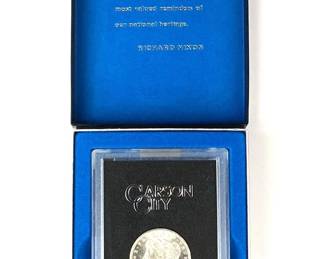 most valued reminders of
our national heritage.
RICHARD NIXON
CARSON
CITY